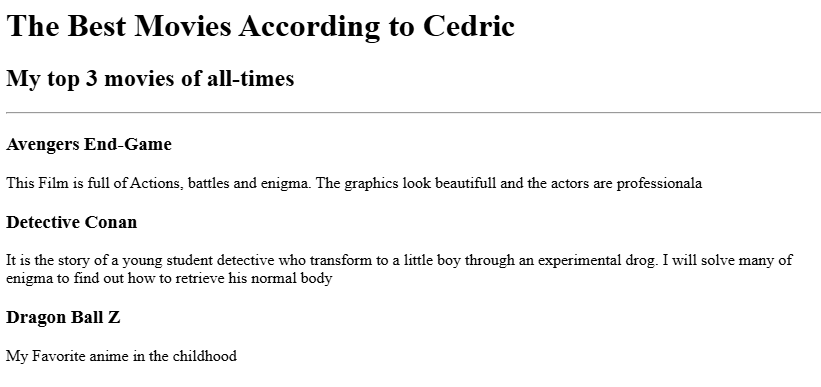 The Best Movies According to Cedric
My top 3 movies of all-times
Avengers End-Game
This Film is full of Actions, battles and enigma. The graphics look beautifull and the actors are professionala
Detective Conan
It is the story of a young student detective who transform to a little boy through an experimental drog. I will solve many of
enigma to find out how to retrieve his normal body
Dragon Ball Z
My Favorite anime in the childhood